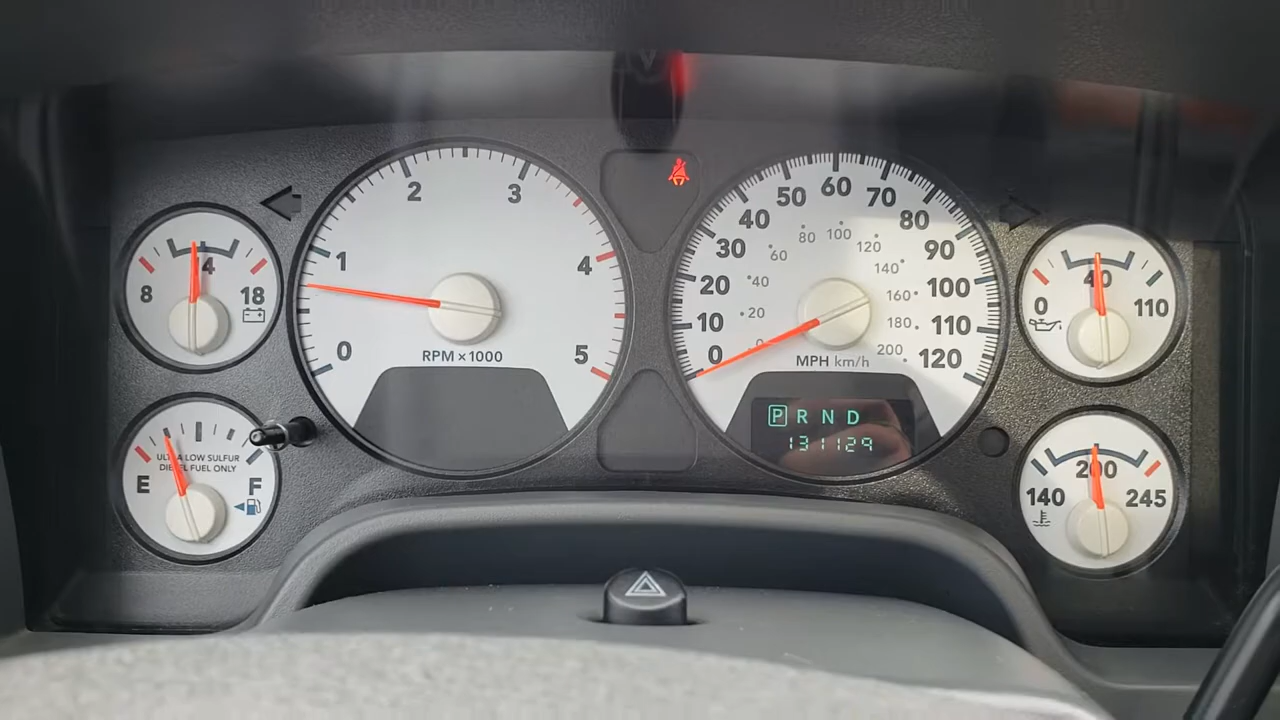 14
8 18
ULTRA LOW SULFUR
DIESEL FUEL ONLY
E F
0 1 2 3 4 5
RPM x 1000
0 10 20 30 40 50 60 70 80 90 100 110 120
0 20 40 60 80 100 120 140 160 180 200
MPH km/h
P R N D
131129
40
0 110
200
140 245